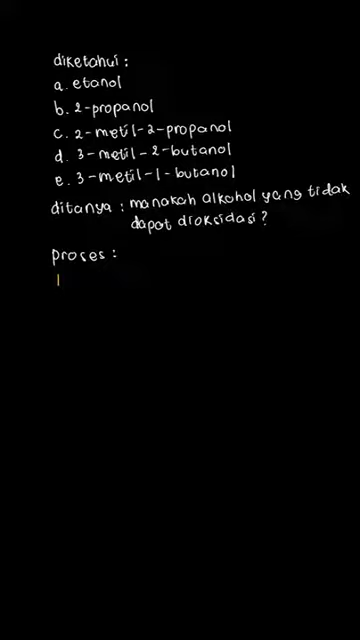 diketahui :
a. etanol
b. 2-propanol
c. 2-metil-2-propanol
d. 3-metil-2-butanol
e. 3-metil-1-butanol
ditanya : manakah alkohol yang tidak
dapat dioksidasi ?
proses :